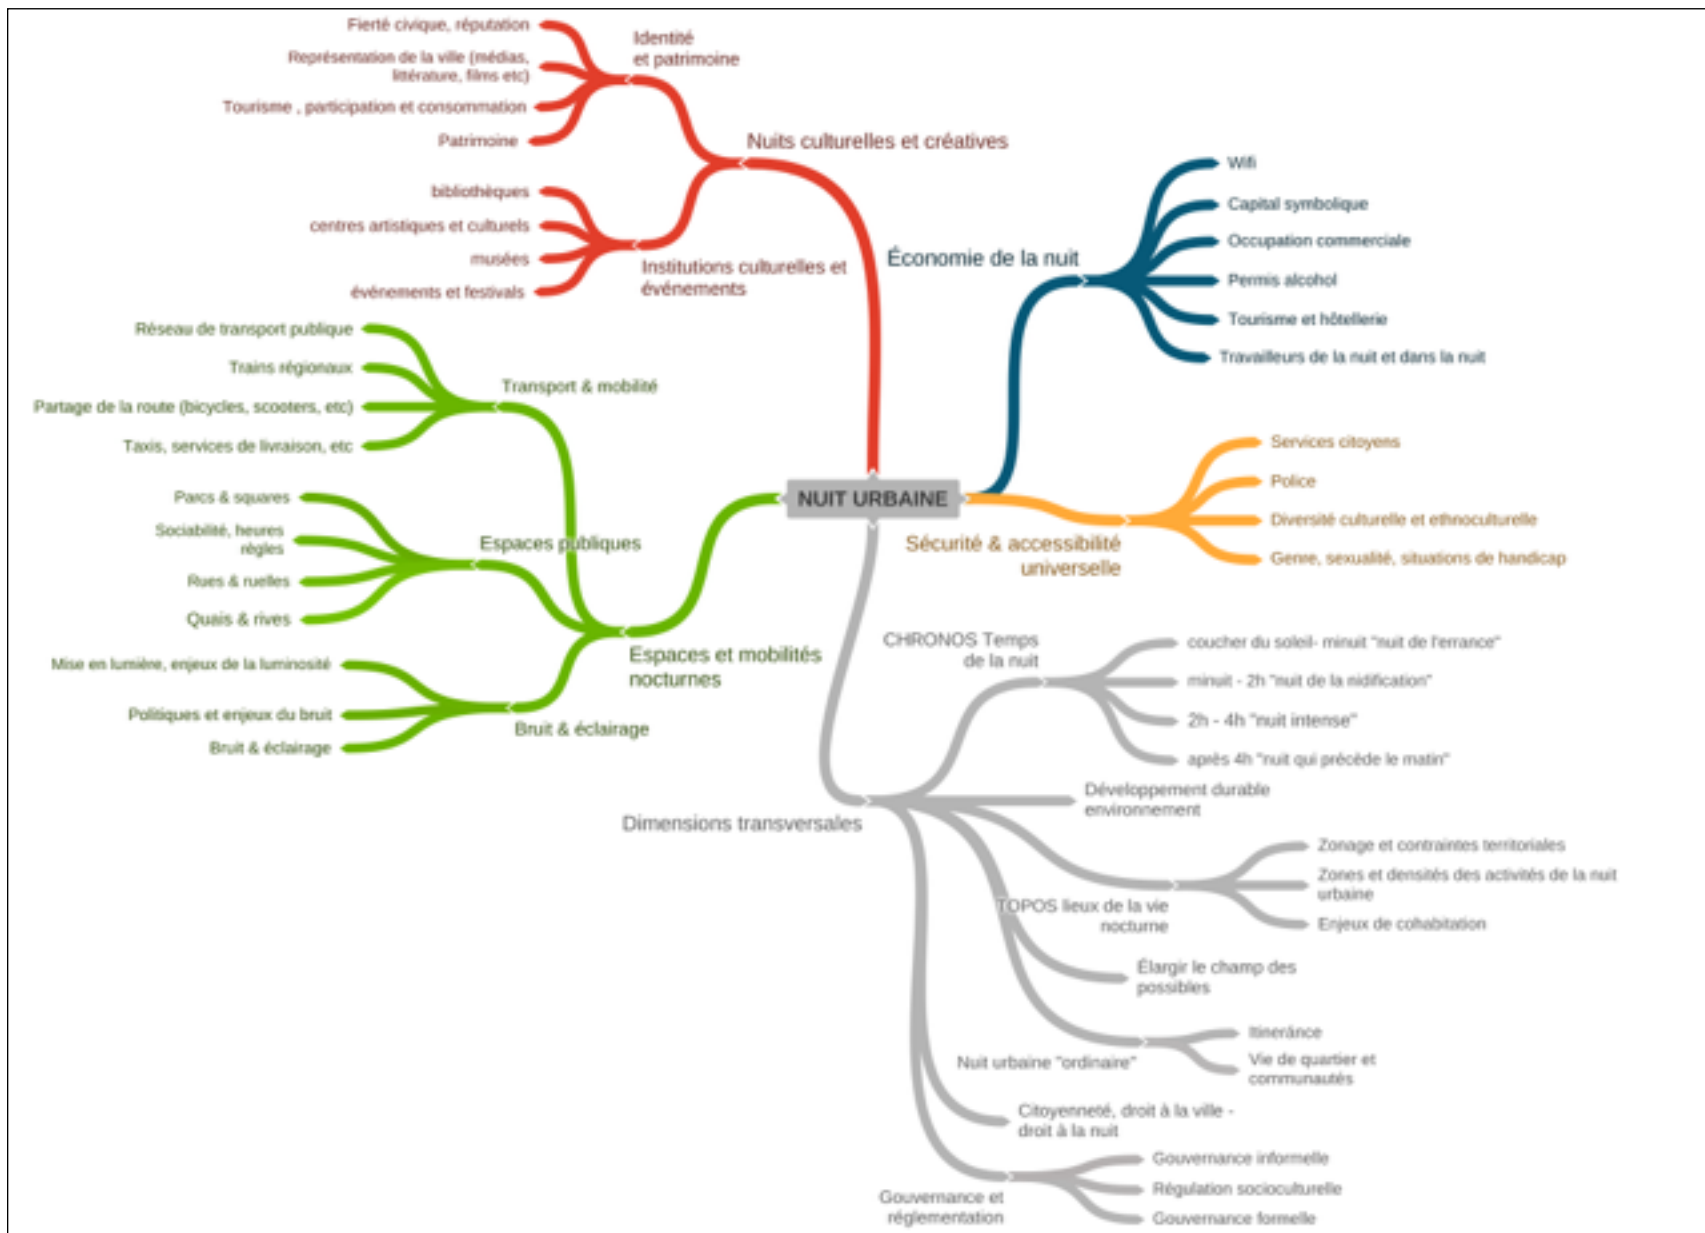 Fierté civique, réputation
Représentation de la ville (médias,
littérature, films etc)
Tourisme , participation et consommation
Patrimoine
Identité
et patrimoine
Nuits culturelles et créatives
bibliothèques
centres artistiques et culturels
musées
événements et festivals
Institutions culturelles et
événements
Réseau de transport publique
Trains régionaux
Partage de la route (bicycles, scooters, etc)
Taxis, services de livraison, etc
Transport & mobilité
Parcs & squares
Sociabilité, heures
règles
Rues & ruelles
Quais & rives
Espaces publiques
Mise en lumière, enjeux de la luminosité
Politiques et enjeux du bruit
Bruit & éclairage
Bruit & éclairage
Espaces et mobilités
nocturnes
NUIT URBAINE
Économie de la nuit
Wifi
Capital symbolique
Occupation commerciale
Permis alcohol
Tourisme et hôtellerie
Travailleurs de la nuit et dans la nuit
Sécurité & accessibilité
universelle
Services citoyens
Police
Diversité culturelle et ethnoculturelle
Genre, sexualité, situations de handicap
Dimensions transversales
CHRONOS Temps
de la nuit
coucher du soleil- minuit "nuit de l'errance"
minuit - 2h "nuit de la nidification"
2h - 4h "nuit intense"
après 4h "nuit qui précède le matin"
Développement durable
environnement
TOPOS lieux de la vie
nocturne
Zonage et contraintes territoriales
Zones et densités des activités de la nuit
urbaine
Enjeux de cohabitation
Élargir le champ des
possibles
Nuit urbaine "ordinaire"
Itineránce
Vie de quartier et
communautés
Citoyenneté, droit à la ville -
droit à la nuit
Gouvernance et
réglementation
Gouvernance informelle
Régulation socioculturelle
Gouvernance formelle